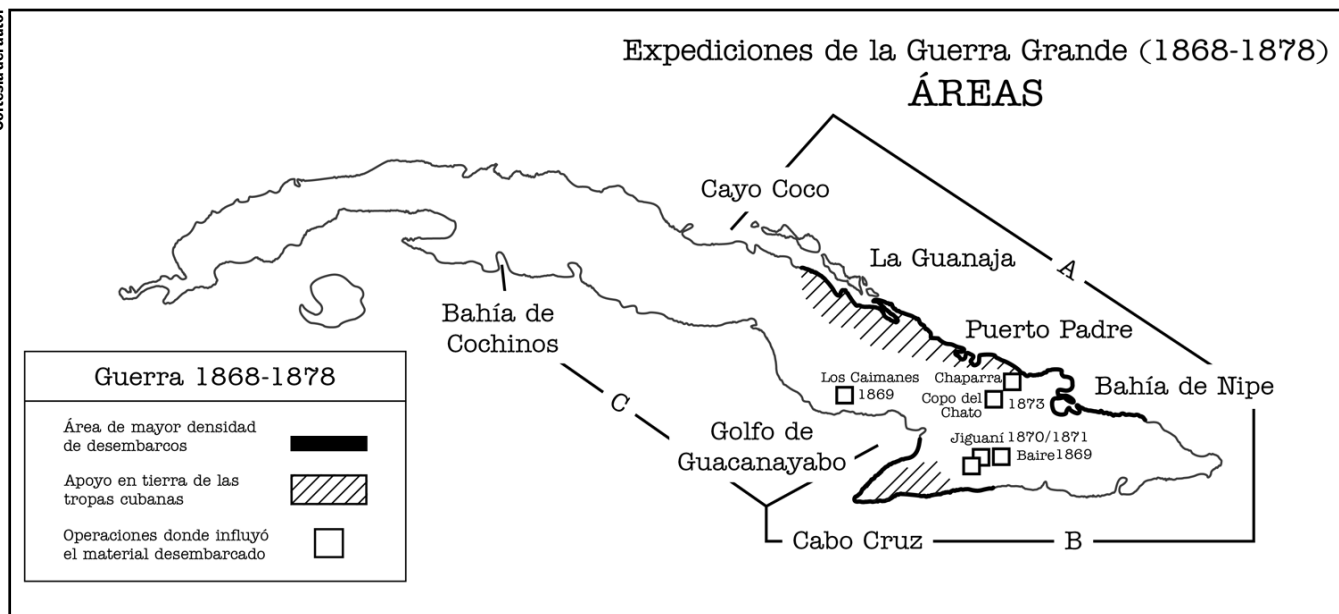 Cortesía del autor
Expediciones de la Guerra Grande (1868-1878)
ÁREAS
Cayo Coco
La Guanaja
A
Puerto Padre
Bahía de Nipe
Bahía de
Cochinos
C
Los Caimanes
1869
Chaparra
Copo del
Chato
1873
Golfo de
Guacanayabo
Jiguaní 1870/1871
Baire 1869
Cabo Cruz
B
Guerra 1868-1878
Área de mayor densidad
de desembarcos
Apoyo en tierra de las
tropas cubanas
Operaciones donde influyó
el material desembarcado